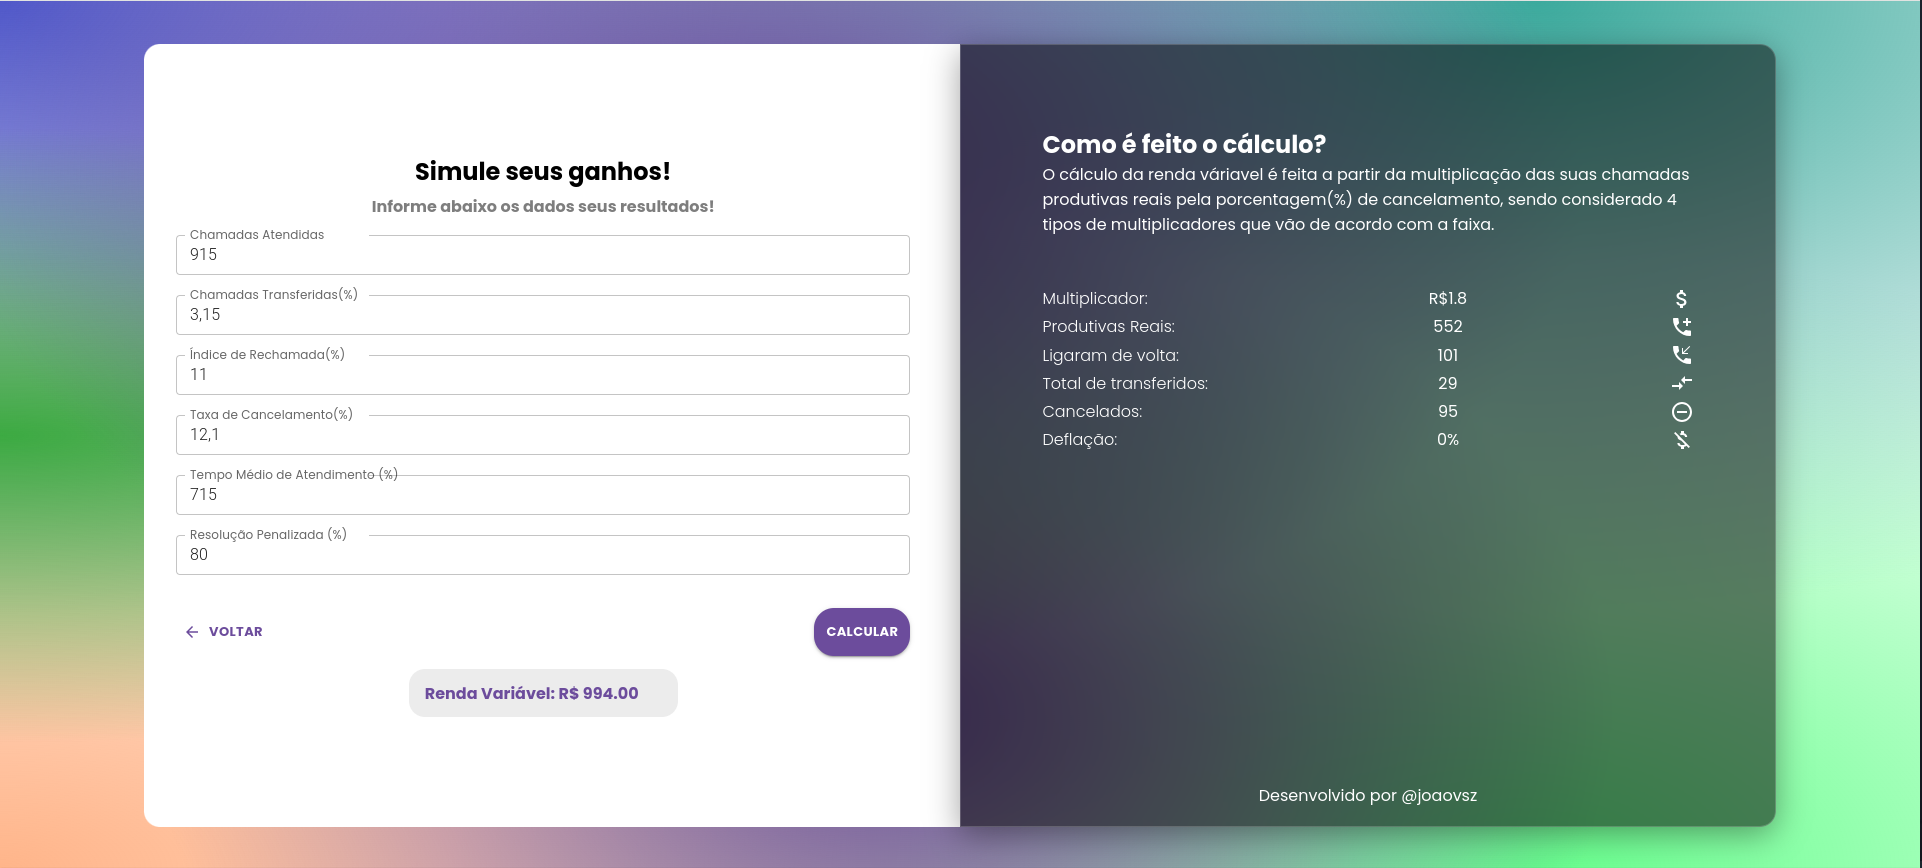 Simule seus ganhos!
Informe abaixo os dados seus resultados!
Chamadas Atendidas
915
Chamadas Transferidas(%)
3,15
Índice de Rechamada(%)
11
Taxa de Cancelamento(%)
12,1
Tempo Médio de Atendimento (%)
715
Resolução Penalizada (%)
80
VOLTAR
CALCULAR
Renda Variável: R$ 994.00
Como é feito o cálculo?
O cálculo da renda váriavel é feita a partir da multiplicação das suas chamadas
produtivas reais pela porcentagem(%) de cancelamento, sendo considerado 4
tipos de multiplicadores que vão de acordo com a faixa.
Multiplicador: R$1.8
Produtivas Reais: 552
Ligaram de volta: 101
Total de transferidos: 29
Cancelados: 95
Deflação: 0%
Desenvolvido por @joaovsz